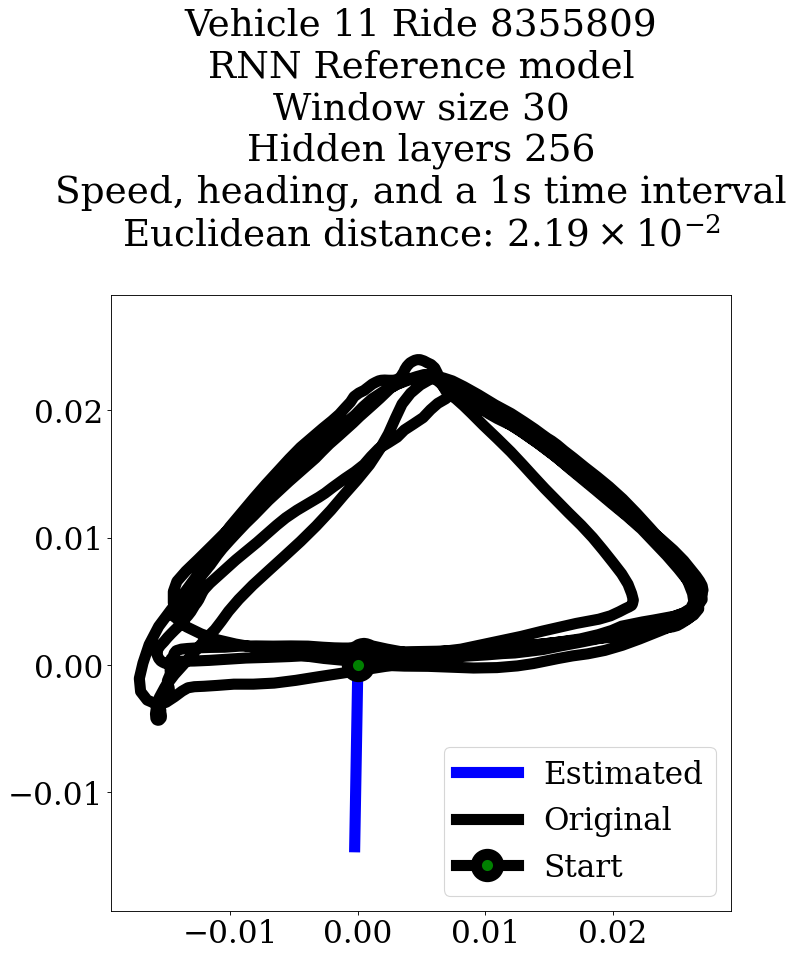 Vehicle 11 Ride 8355809
RNN Reference model
Window size 30
Hidden layers 256
Speed, heading, and a 1s time interval
Euclidean distance: 2.19 × 10⁻²
0.02
0.01
0.00
−0.01
Estimated
Original
Start
−0.01 0.00 0.01 0.02